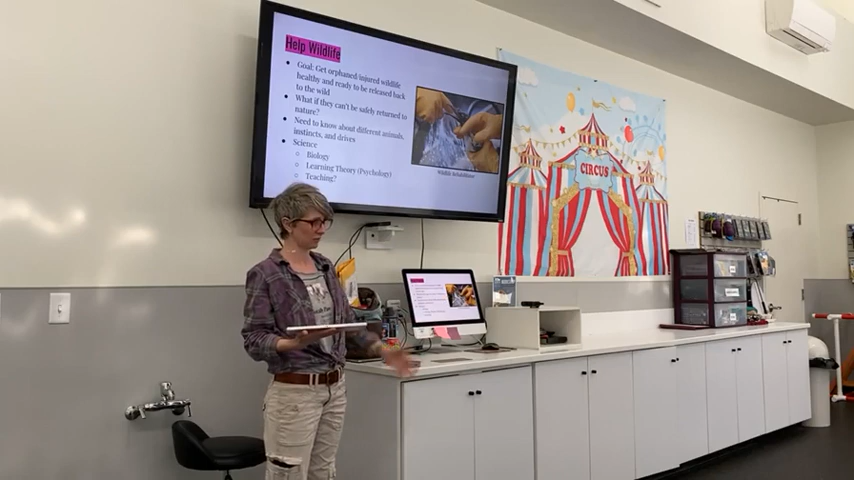 Help Wildlife
Goal: Get orphaned/injured wildlife
healthy and ready to be released back
to the wild
What if they can't be safely returned to
nature?
Need to know about different animals,
instincts, and drives
Science
Biology
Learning Theory (Psychology)
Teaching?
Wildlife Rehabilitator
CIRCUS